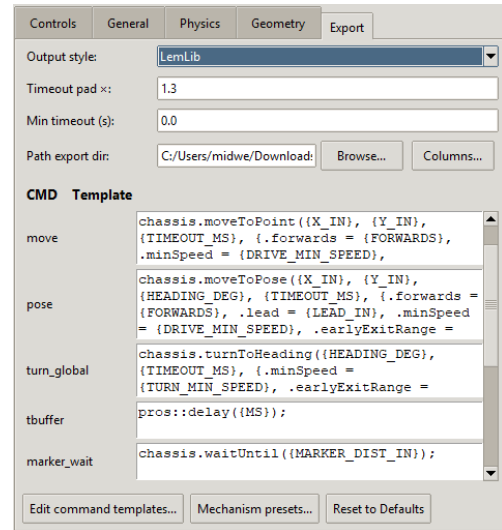 Controls General Physics Geometry Export
Output style: LemLib
Timeout pad ×: 1.3
Min timeout (s): 0.0
Path export dir: C:/Users/midwe/Download: Browse... Columns...
CMD Template
move
chassis.moveToPoint({X_IN}, {Y_IN},
{TIMEOUT_MS}, {.forwards = {FORWARDS},
.minSpeed = {DRIVE_MIN_SPEED},
pose
chassis.moveToPose({X_IN}, {Y_IN},
{HEADING_DEG}, {TIMEOUT_MS}, {.forwards =
{FORWARDS}, .lead = {LEAD_IN}, .minSpeed
= {DRIVE_MIN_SPEED}, .earlyExitRange =
turn_global
chassis.turnToHeading({HEADING_DEG},
{TIMEOUT_MS}, {.minSpeed =
{TURN_MIN_SPEED}, .earlyExitRange =
tbuffer
pros::delay({MS});
marker_wait
chassis.waitUntil({MARKER_DIST_IN});
Edit command templates... Mechanism presets... Reset to Defaults